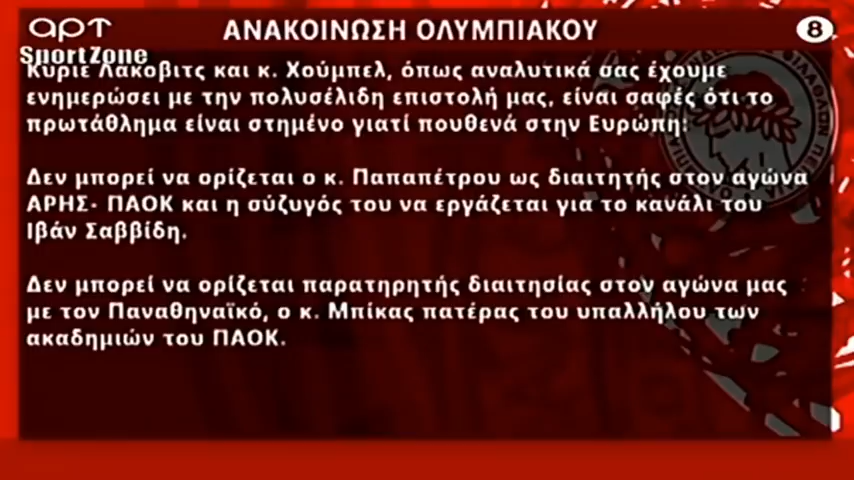 αρτ
ΑΝΑΚΟΙΝΩΣΗ ΟΛΥΜΠΙΑΚΟΥ
8
SportZone
Κύριε Λάκοβιτς και κ. Χούμπελ, όπως αναλυτικά σας έχουμε
ενημερώσει με την πολυσέλιδη επιστολή μας, είναι σαφές ότι το
πρωτάθλημα είναι στημένο γιατί πουθενά στην Ευρώπη:
Δεν μπορεί να ορίζεται ο κ. Παπαπέτρου ως διαιτητής στον αγώνα
ΑΡΗΣ- ΠΑΟΚ και η σύζυγός του να εργάζεται για το κανάλι του
Ιβάν Σαββίδη.
Δεν μπορεί να ορίζεται παρατηρητής διαιτησίας στον αγώνα μας
με τον Παναθηναϊκό, ο κ. Μπίκας πατέρας του υπαλλήλου των
ακαδημιών του ΠΑΟΚ.